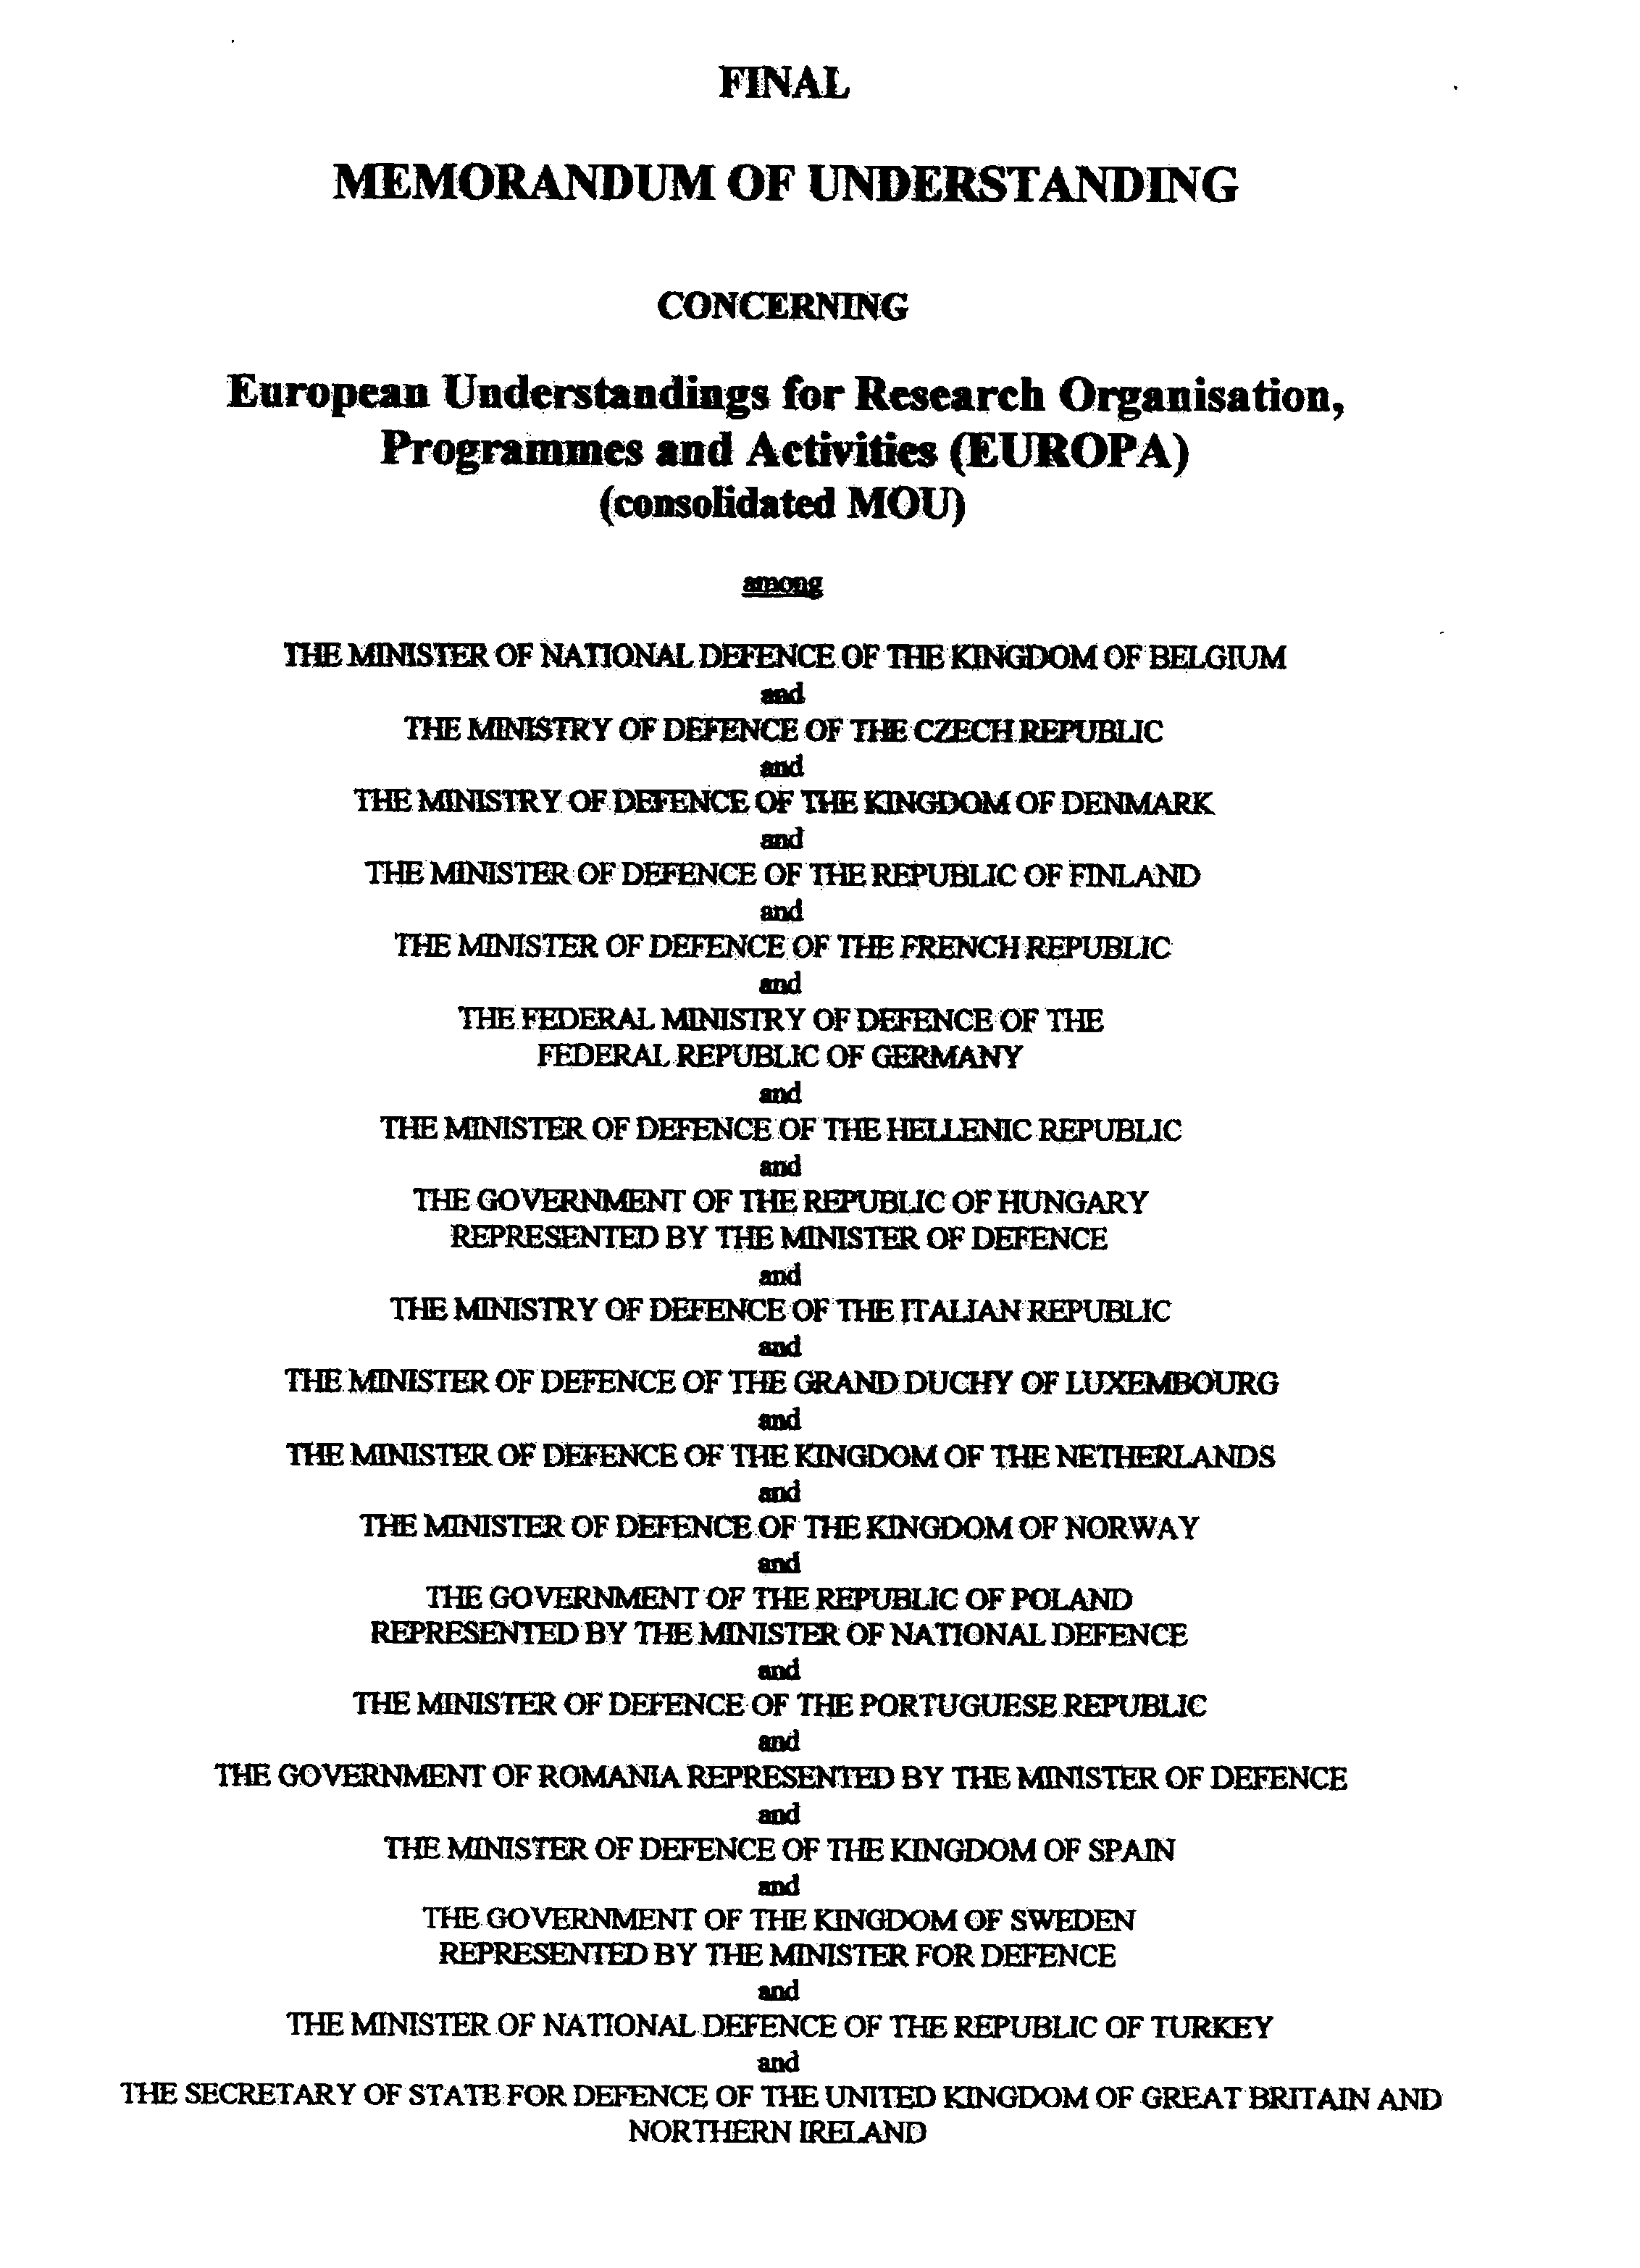 FINAL
MEMORANDUM OF UNDERSTANDING
CONCERNING
European Understandings for Research Organisation,
Programmes and Activities (EUROPA)
(consolidated MOU)
among
THE MINISTER OF NATIONAL DEFENCE OF THE KINGDOM OF BELGIUM
and
THE MINISTRY OF DEFENCE OF THE CZECH REPUBLIC
and
THE MINISTRY OF DEFENCE OF THE KINGDOM OF DENMARK
and
THE MINISTER OF DEFENCE OF THE REPUBLIC OF FINLAND
and
THE MINISTER OF DEFENCE OF THE FRENCH REPUBLIC
and
THE FEDERAL MINISTRY OF DEFENCE OF THE
FEDERAL REPUBLIC OF GERMANY
and
THE MINISTER OF DEFENCE OF THE HELLENIC REPUBLIC
and
THE GOVERNMENT OF THE REPUBLIC OF HUNGARY
REPRESENTED BY THE MINISTER OF DEFENCE
and
THE MINISTRY OF DEFENCE OF THE ITALIAN REPUBLIC
and
THE MINISTER OF DEFENCE OF THE GRAND DUCHY OF LUXEMBOURG
and
THE MINISTER OF DEFENCE OF THE KINGDOM OF THE NETHERLANDS
and
THE MINISTER OF DEFENCE OF THE KINGDOM OF NORWAY
and
THE GOVERNMENT OF THE REPUBLIC OF POLAND
REPRESENTED BY THE MINISTER OF NATIONAL DEFENCE
and
THE MINISTER OF DEFENCE OF THE PORTUGUESE REPUBLIC
and
THE GOVERNMENT OF ROMANIA REPRESENTED BY THE MINISTER OF DEFENCE
and
THE MINISTER OF DEFENCE OF THE KINGDOM OF SPAIN
and
THE GOVERNMENT OF THE KINGDOM OF SWEDEN
REPRESENTED BY THE MINISTER FOR DEFENCE
and
THE MINISTER OF NATIONAL DEFENCE OF THE REPUBLIC OF TURKEY
and
THE SECRETARY OF STATE FOR DEFENCE OF THE UNITED KINGDOM OF GREAT BRITAIN AND
NORTHERN IRELAND